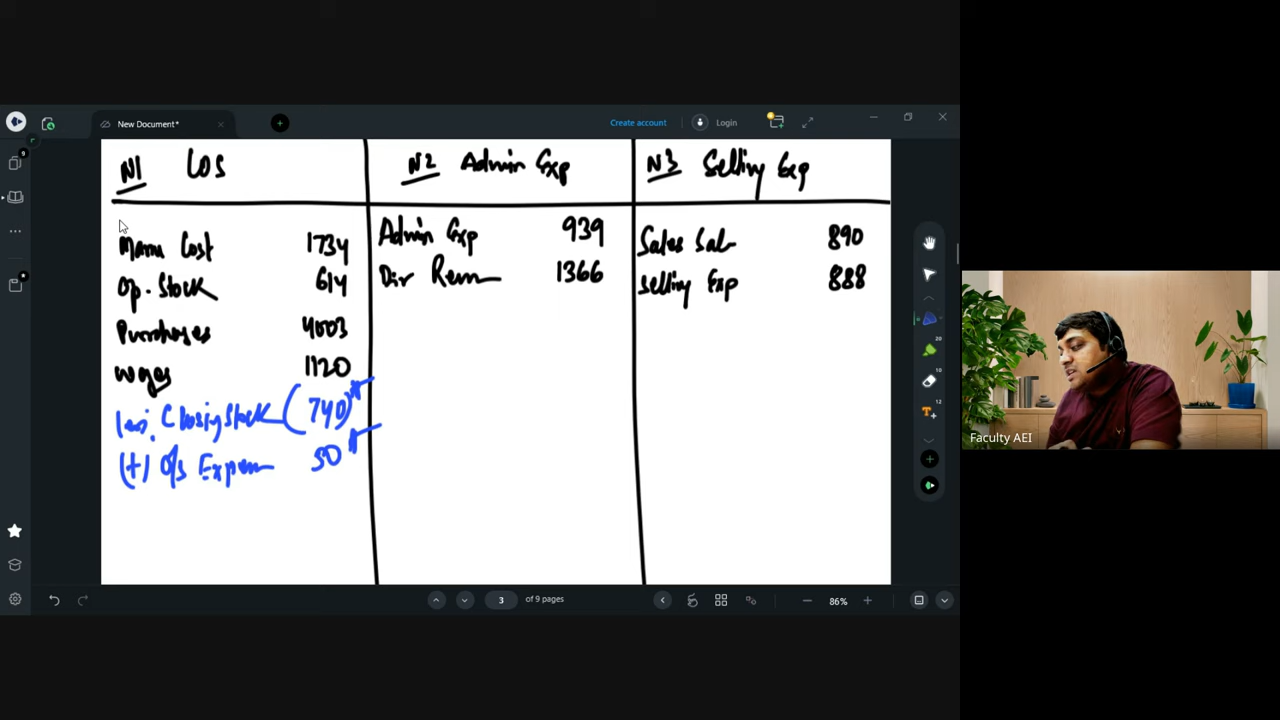 New Document*
Create account
Login
N1 COS
N2 Admin Exp
N3 Selling Exp
Manu Cost 1734
Op. Stock 614
Purchases 4003
Wages 1120
Less. Closing Stock (740)*
(+) O/s Expen 50*
Admin Exp 939
Dir Rem 1366
Sales Sal 890
Selling Exp 888
3 of 9 pages
86%
Faculty AEI